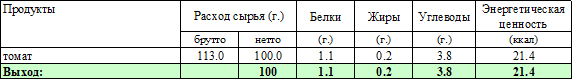 Продукты Расход сырья (г.) Белки Жиры Углеводы Энергетическая ценность
брутто нетто (г.) (г.) (г.) (ккал)
томат 113.0 100.0 1.1 0.2 3.8 21.4
Выход: 100 1.1 0.2 3.8 21.4